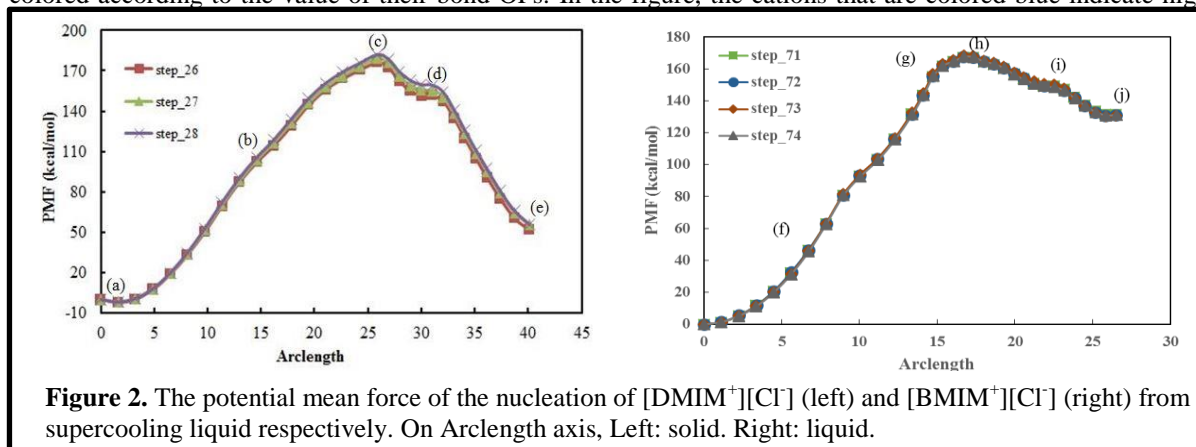 colored according to the value of their bond OPs. In the figure, the cations that are colored blue indicate hig
200
170
140
110
80
50
20
-10
PMF (kcal/mol)
step_26
step_27
step_28
(a)
(b)
(c)
(d)
(e)
0 5 10 15 20 25 30 35 40 45
Arclength
180
160
140
120
100
80
60
40
20
0
PMF (kcal/mol)
step_71
step_72
step_73
step_74
(f)
(g)
(h)
(i)
(j)
0 5 10 15 20 25 30
Arclength
Figure 2. The potential mean force of the nucleation of [DMIM⁺][Cl⁻] (left) and [BMIM⁺][Cl⁻] (right) from
supercooling liquid respectively. On Arclength axis, Left: solid. Right: liquid.